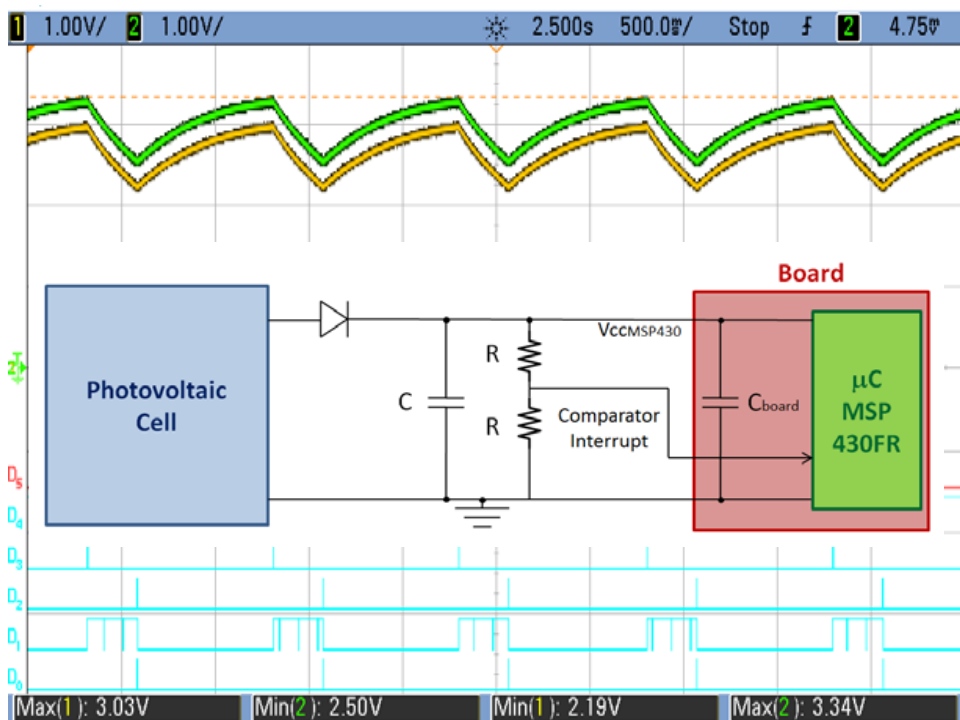 1 1.00V/ 2 1.00V/ 2.500s 500.0m/ Stop 2 4.75V
Board
VccMSP430
R
Photovoltaic
Cell
C
R
Comparator
Interrupt
Cboard
μC
MSP
430FR
2
T
D5
D4
D3
D2
D1
D0
Max(1): 3.03V Min(2): 2.50V Min(1): 2.19V Max(2): 3.34V